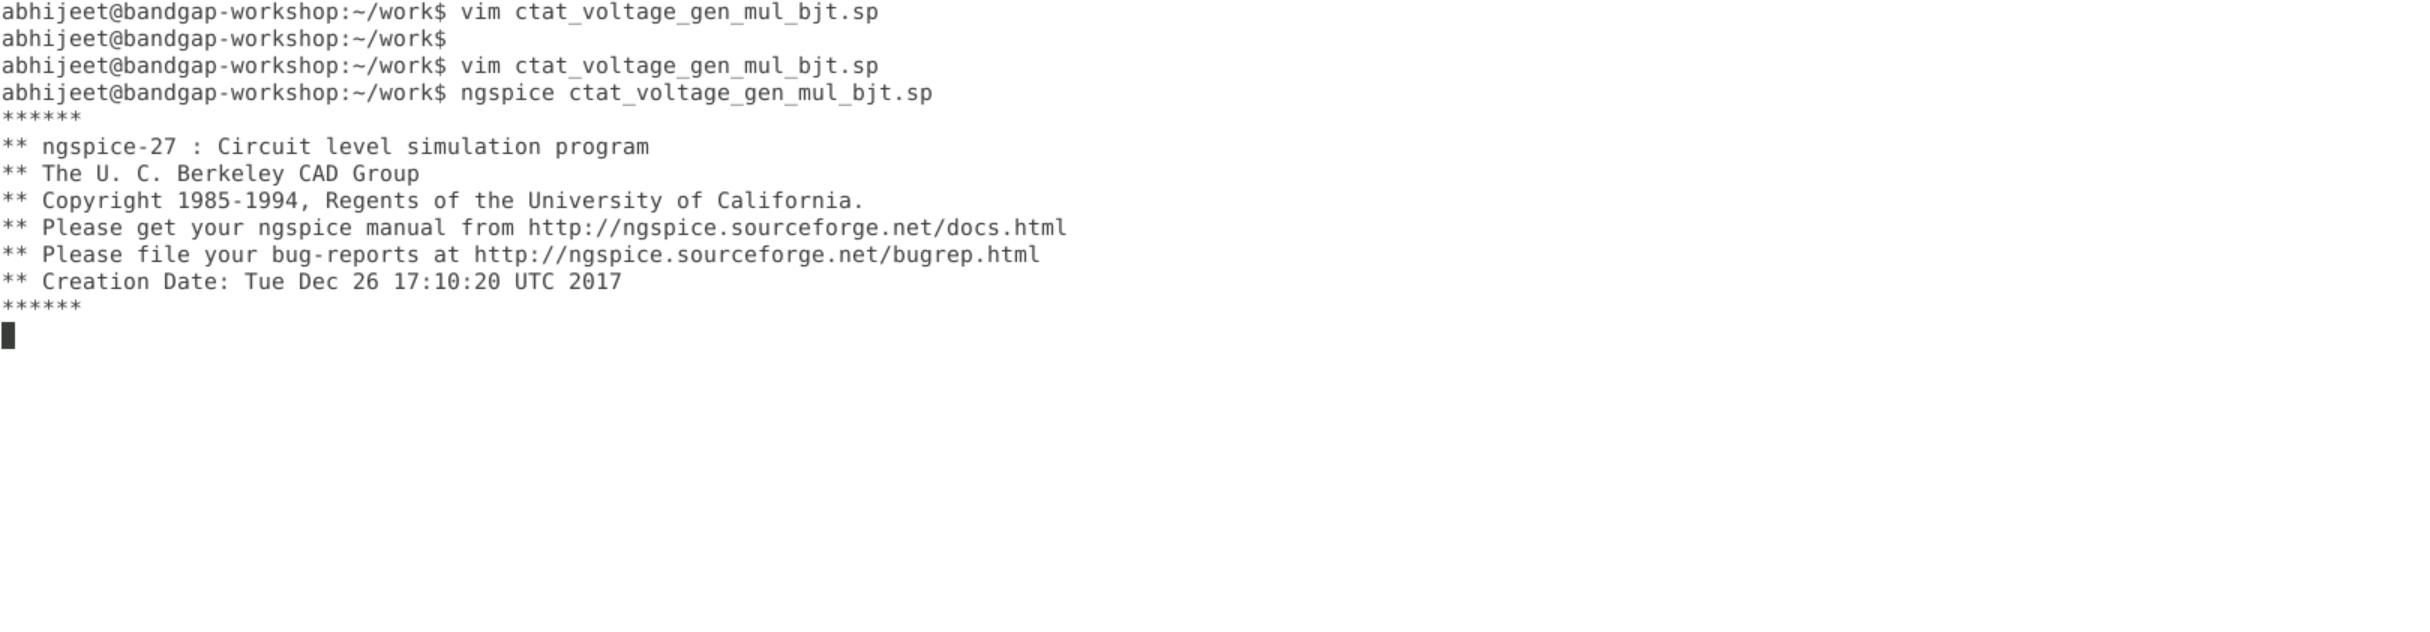 abhijeet@bandgap-workshop:~/work$ vim ctat_voltage_gen_mul_bjt.sp
abhijeet@bandgap-workshop:~/work$
abhijeet@bandgap-workshop:~/work$ vim ctat_voltage_gen_mul_bjt.sp
abhijeet@bandgap-workshop:~/work$ ngspice ctat_voltage_gen_mul_bjt.sp
******
** ngspice-27 : Circuit level simulation program
** The U. C. Berkeley CAD Group
** Copyright 1985-1994, Regents of the University of California.
** Please get your ngspice manual from http://ngspice.sourceforge.net/docs.html
** Please file your bug-reports at http://ngspice.sourceforge.net/bugrep.html
** Creation Date: Tue Dec 26 17:10:20 UTC 2017
******